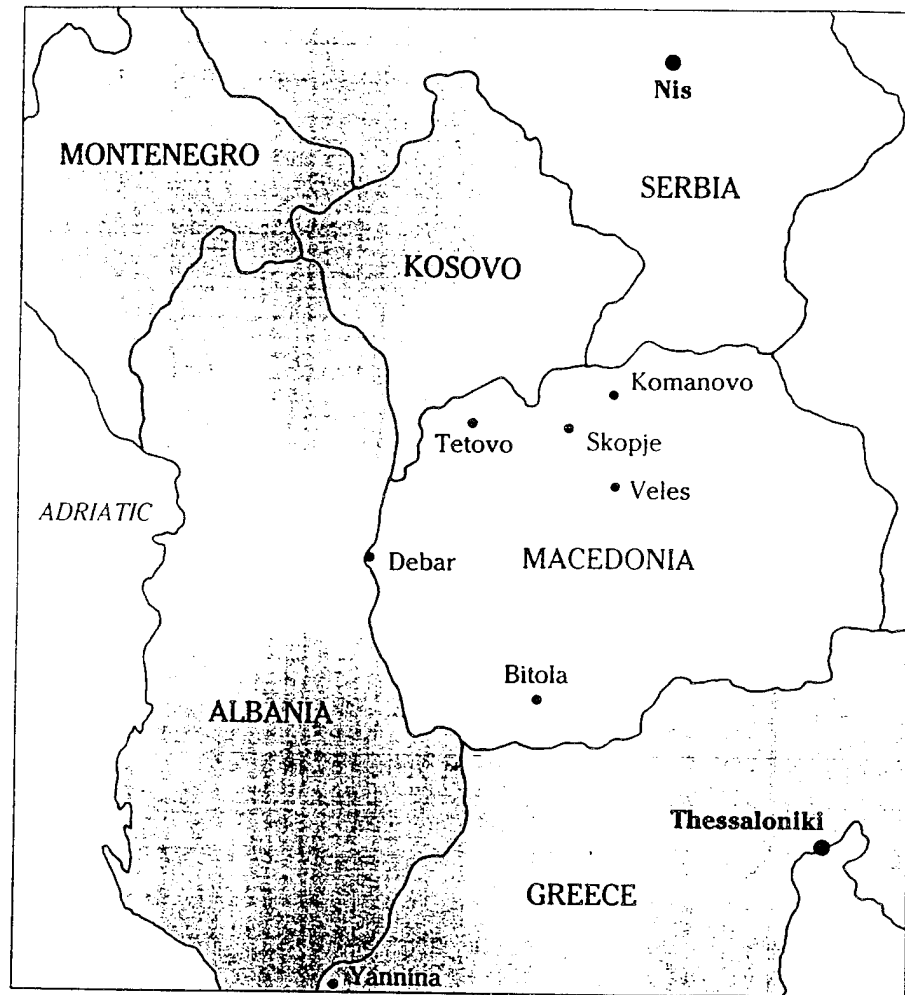 Nis
MONTENEGRO
SERBIA
KOSOVO
Komanovo
Tetovo
Skopje
Veles
ADRIATIC
Debar
MACEDONIA
Bitola
ALBANIA
Thessaloniki
GREECE
Yannina